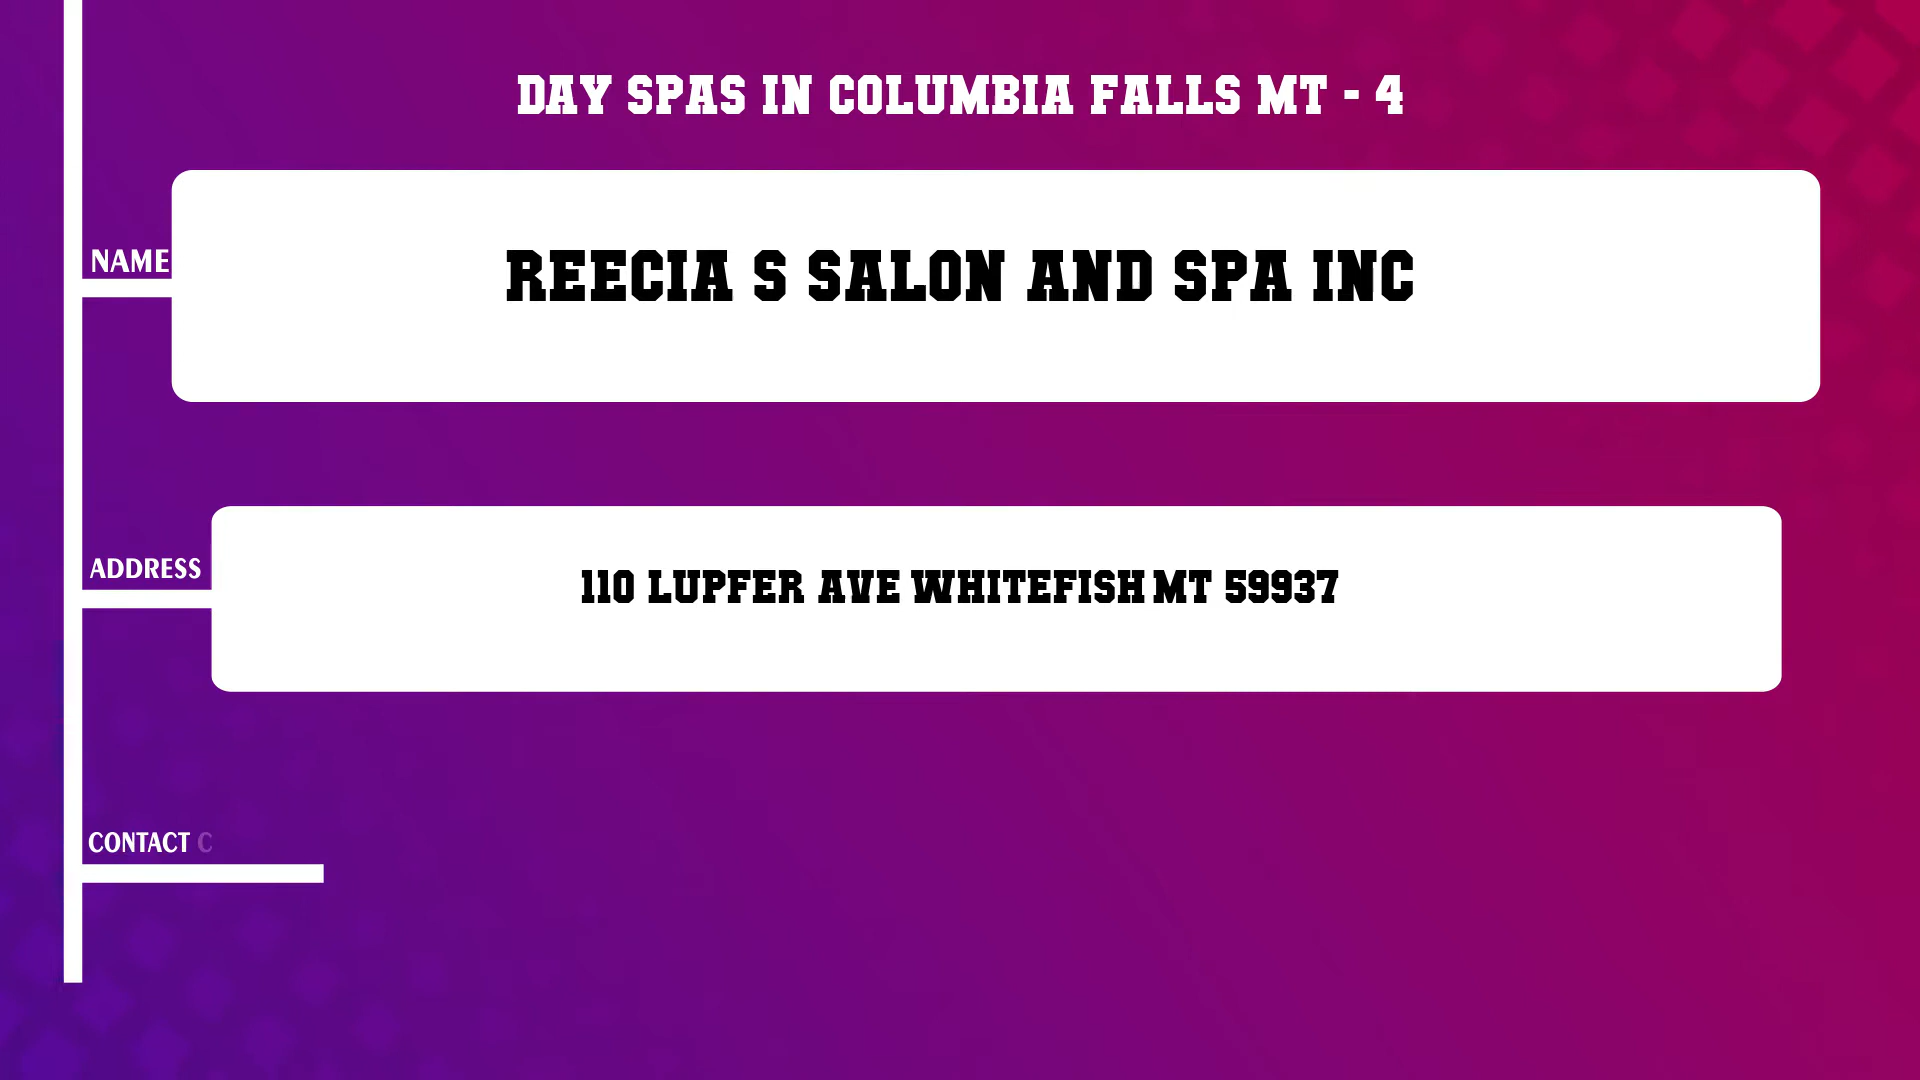 DAY SPAS IN COLUMBIA FALLS MT - 4
NAME
REECIA S SALON AND SPA INC
ADDRESS
110 LUPFER AVE WHITEFISH MT 59937
CONTACT C